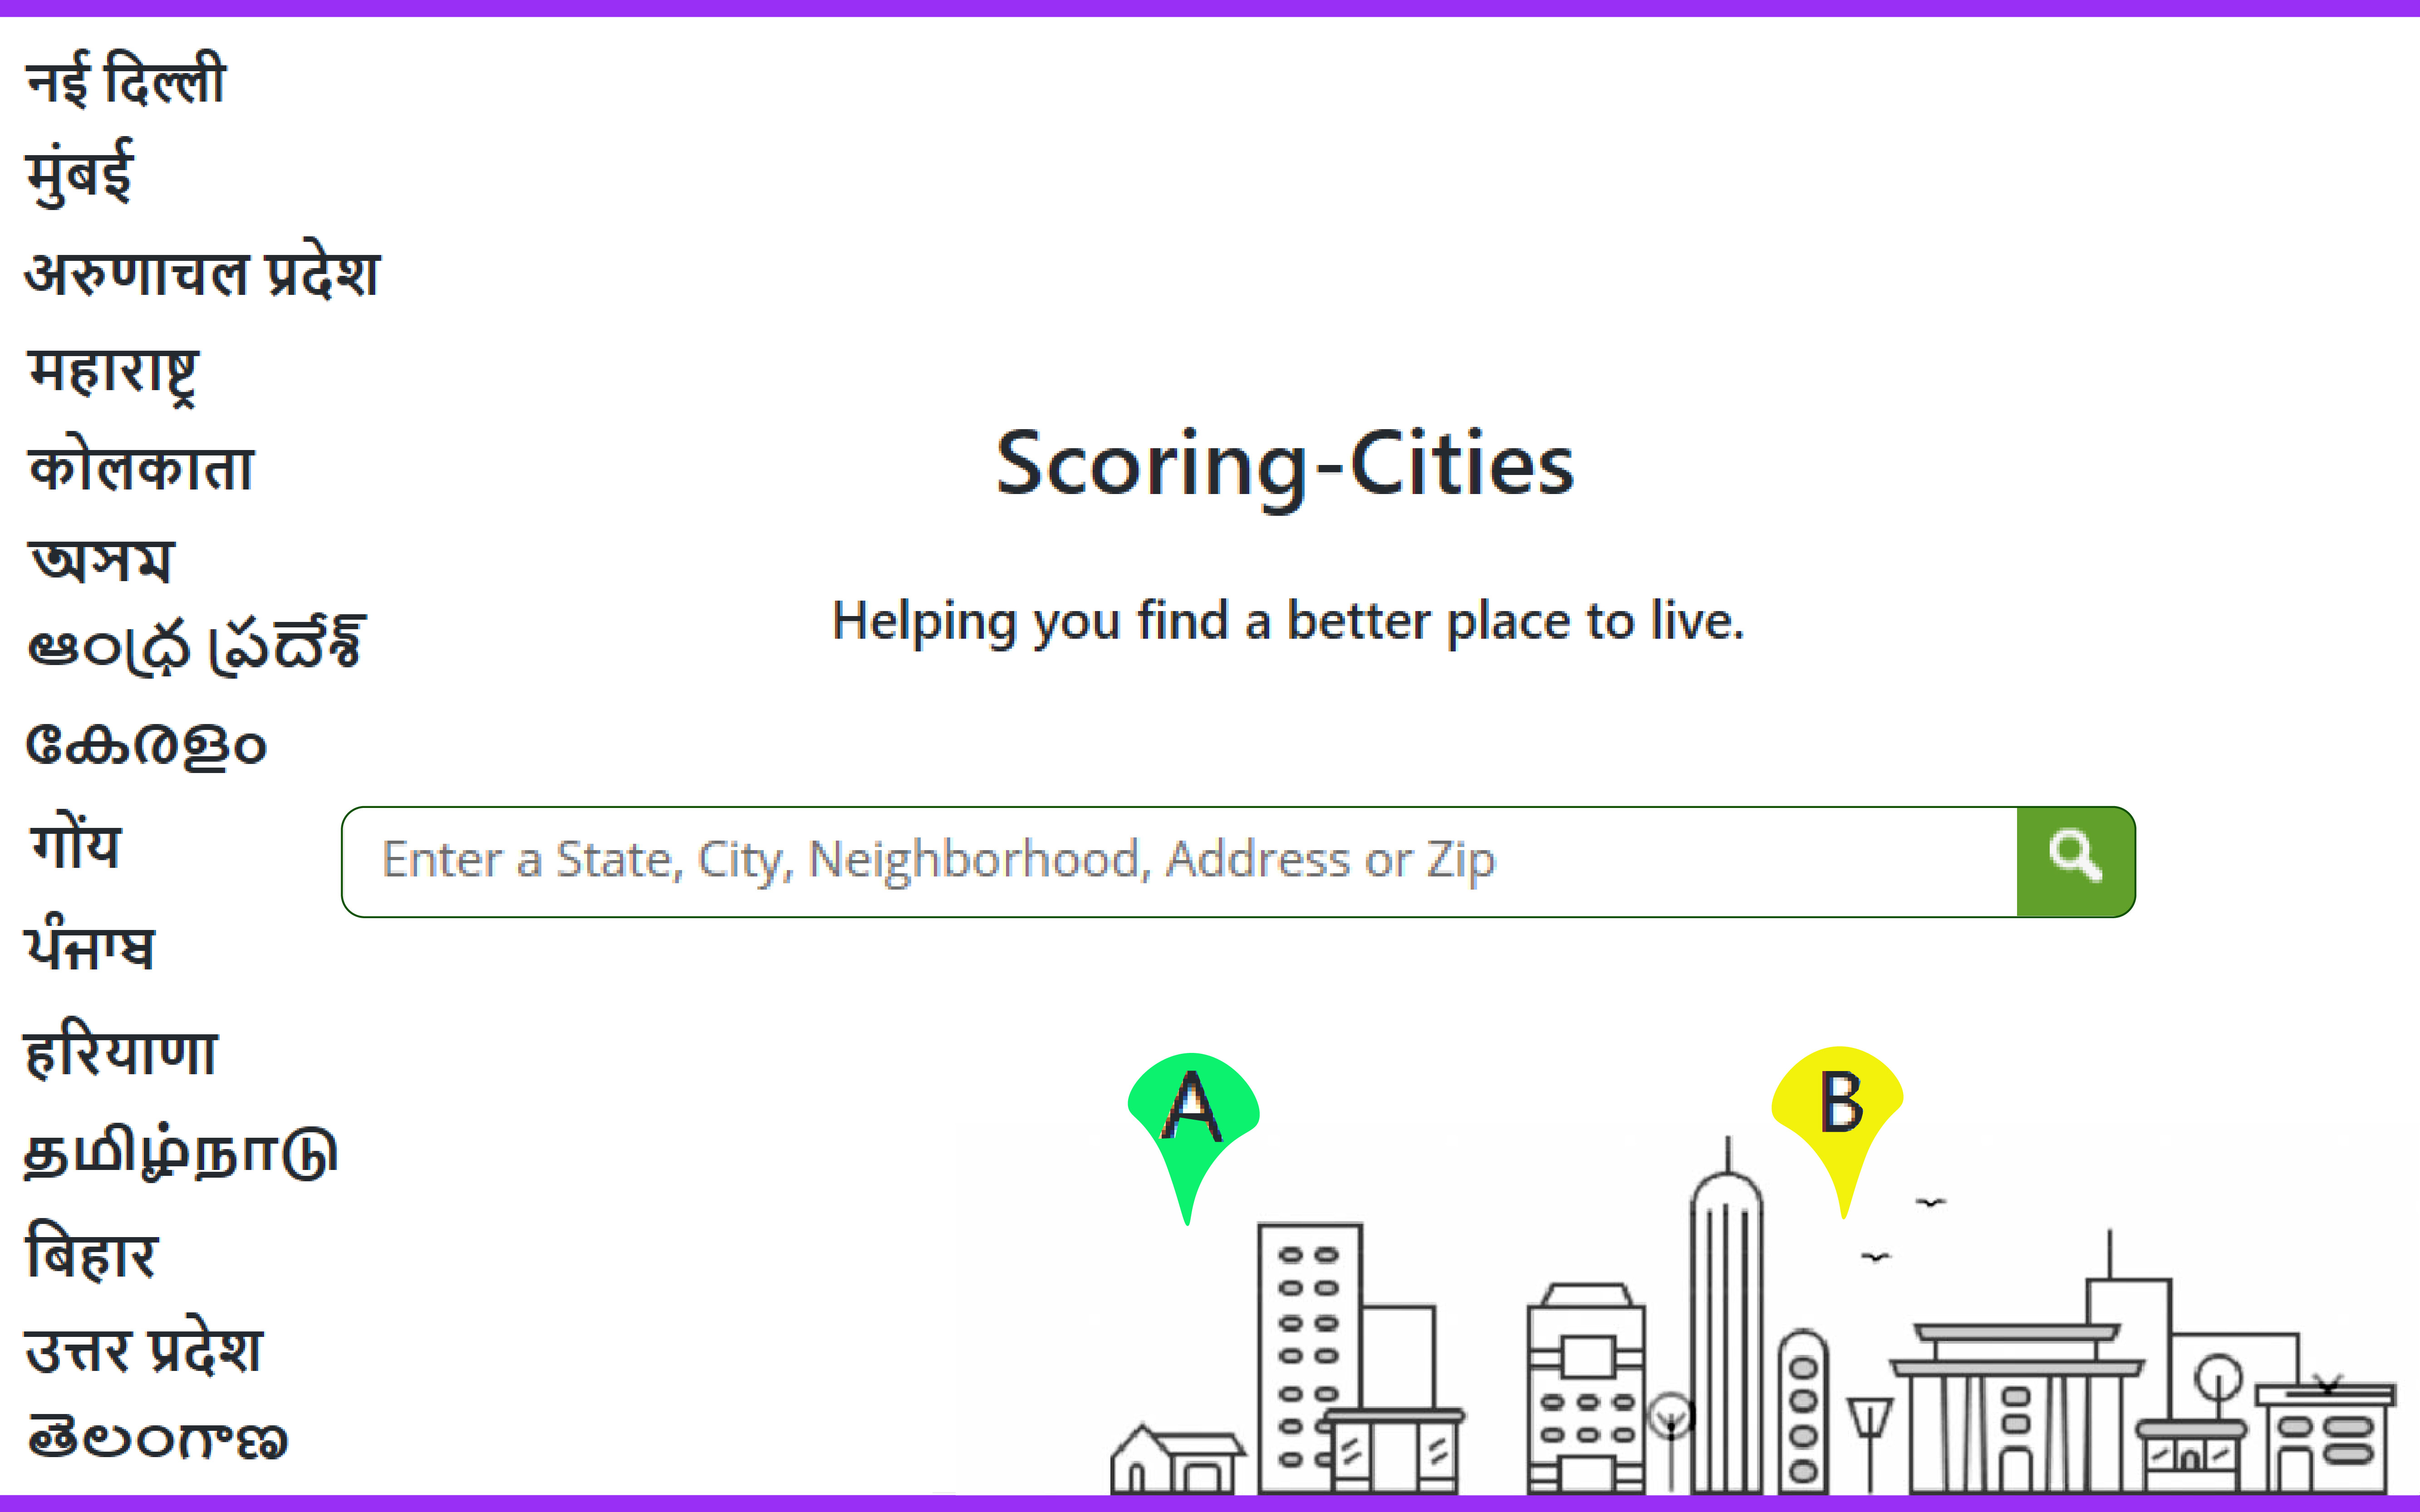 नई दिल्ली
मुंबई
अरुणाचल प्रदेश
महाराष्ट्र
कोलकाता
অসম
ఆంధ్ర ప్రదేశ్
കേരളം
गोंय
ਪੰਜਾਬ
हरियाणा
தமிழ்நாடு
बिहार
उत्तर प्रदेश
తెలంగాణ
Scoring-Cities
Helping you find a better place to live.
Enter a State, City, Neighborhood, Address or Zip
A
B